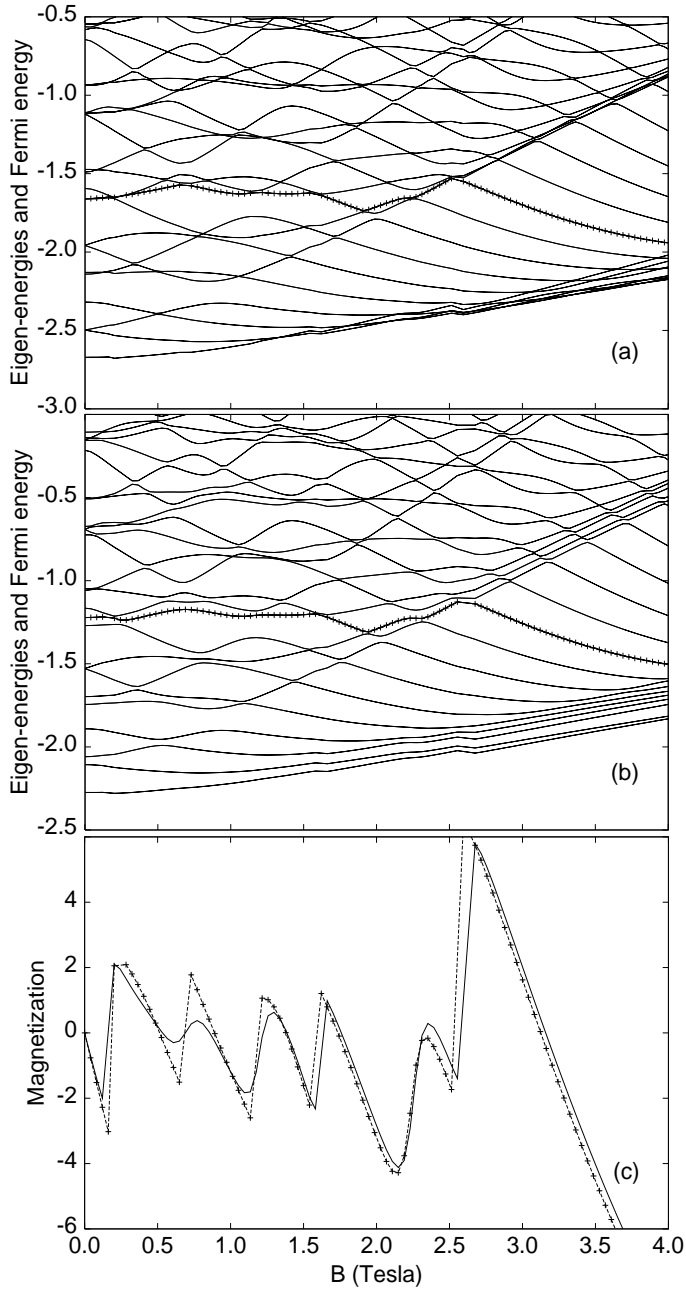 -0.5
-1.0
-1.5
-2.0
-2.5
-3.0
Eigen-energies and Fermi energy
(a)
-0.5
-1.0
-1.5
-2.0
-2.5
Eigen-energies and Fermi energy
(b)
4
2
0
-2
-4
-6
Magnetization
(c)
0.0 0.5 1.0 1.5 2.0 2.5 3.0 3.5 4.0
B (Tesla)